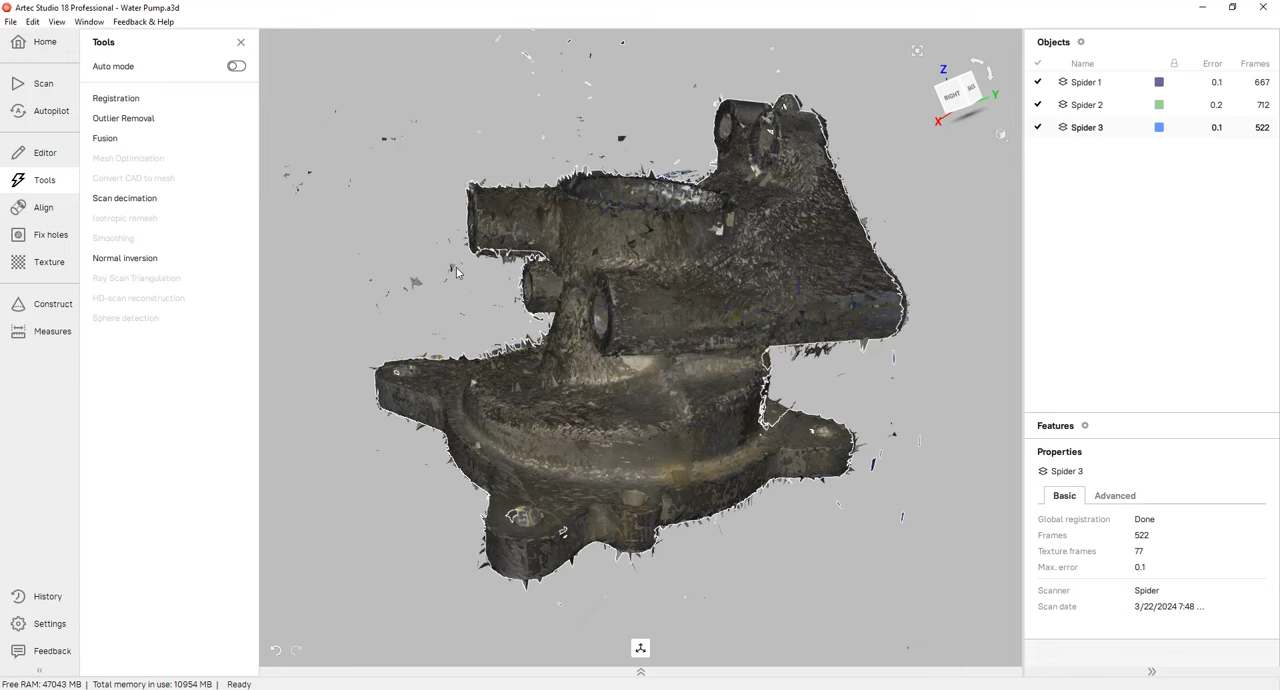 Artec Studio 18 Professional - Water Pump.a3d
File Edit View Window Feedback & Help
Home
Scan
Autopilot
Editor
Tools
Align
Fix holes
Texture
Construct
Measures
History
Settings
Feedback
Tools
Auto mode
Registration
Outlier Removal
Fusion
Mesh Optimization
Convert CAD to mesh
Scan decimation
Isotropic remesh
Smoothing
Normal inversion
Ray Scan Triangulation
HD-scan reconstruction
Sphere detection
Z
RIGHT
Y
X
Objects
Name Error Frames
Spider 1 0.1 667
Spider 2 0.2 712
Spider 3 0.1 522
Features
Properties
Spider 3
Basic Advanced
Global registration Done
Frames 522
Texture frames 77
Max. error 0.1
Scanner Spider
Scan date 3/22/2024 7:48 ...
Free RAM: 47043 MB | Total memory in use: 10954 MB | Ready